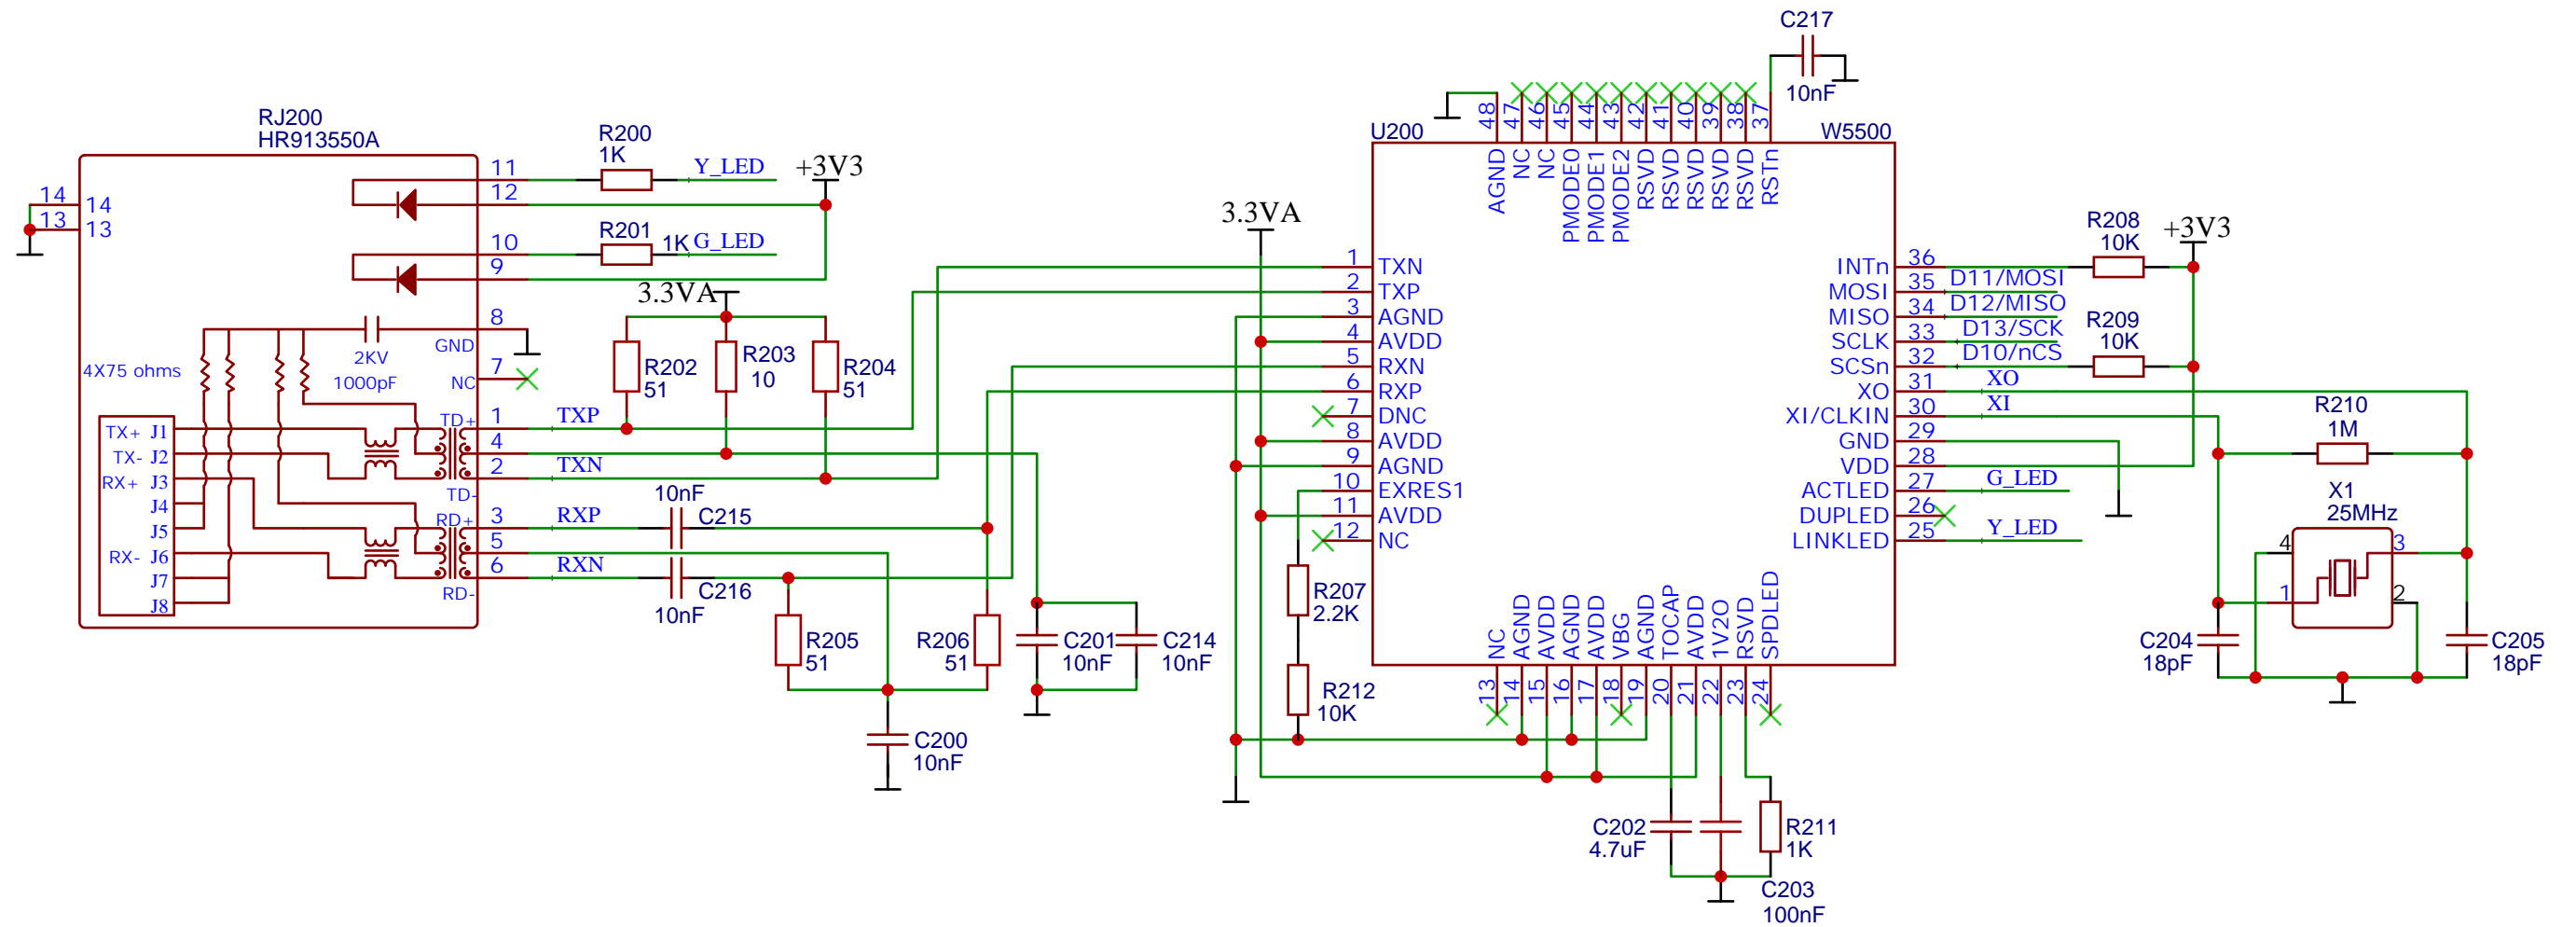 RJ200
HR913550A
14
14
13
13
11
12
10
9
8
GND
7
NC
4X75 ohms
2KV
1000pF
TD+
1
4
2
TD-
RD+
3
5
6
RD-
TX+ J1
TX- J2
RX+ J3
J4
J5
RX- J6
J7
J8
R200
1K
Y_LED
+3V3
R201
1K
G_LED
3.3VA
R202
51
R203
10
R204
51
TXP
TXN
RXP
RXN
10nF
C215
C216
10nF
R205
51
R206
51
C201
10nF
C214
10nF
C200
10nF
3.3VA
U200
W5500
C217
10nF
48
47
46
45
44
43
42
41
40
39
38
37
AGND
NC
NC
PMODE0
PMODE1
PMODE2
RSVD
RSVD
RSVD
RSVD
RSVD
RSTn
1 TXN
2 TXP
3 AGND
4 AVDD
5 RXN
6 RXP
7 DNC
8 AVDD
9 AGND
10 EXRES1
11 AVDD
12 NC
INTn 36
MOSI 35 D11/MOSI
MISO 34 D12/MISO
SCLK 33 D13/SCK
SCSn 32 D10/nCS
XO 31 XO
XI/CLKIN 30 XI
GND 29
VDD 28
ACTLED 27 G_LED
DUPLED 26
LINKLED 25 Y_LED
NC
AGND
AVDD
AGND
AVDD
VBG
AGND
TOCAP
AVDD
1V2O
RSVD
SPDLED
13
14
15
16
17
18
19
20
21
22
23
24
R207
2.2K
R212
10K
C202
4.7uF
R211
1K
C203
100nF
R208
10K
+3V3
R209
10K
R210
1M
X1
25MHz
4
3
1
2
C204
18pF
C205
18pF